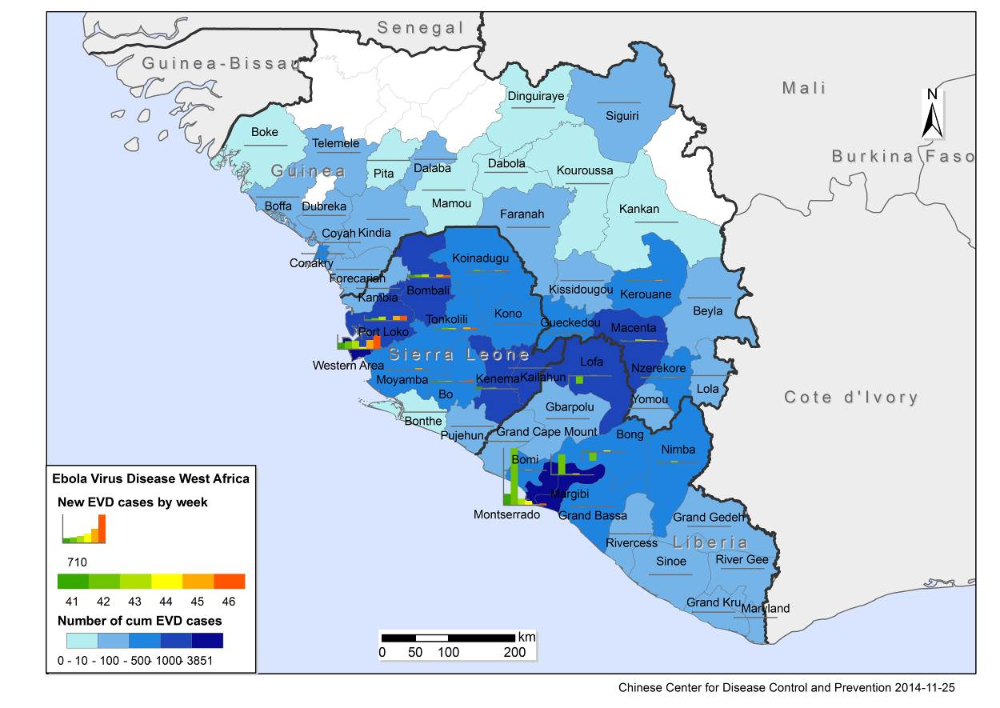 Senegal
Guinea-Bissau
Mali
N
Burkina Faso
Dinguiraye
Siguiri
Boke
Telemele
Guinea
Pita
Dalaba
Dabola
Kouroussa
Boffa
Dubreka
Mamou
Faranah
Kankan
Coyah
Kindia
Conakry
Forecariah
Koinadugu
Kambia
Bombali
Kissidougou
Kerouane
Beyla
Port Loko
Tonkolili
Kono
Gueckedou
Macenta
Western Area
Sierra Leone
Moyamba
Kenema
Kailahun
Lofa
Nzerekore
Lola
Cote d'Ivory
Bo
Bonthe
Gbarpolu
Yomou
Pujehun
Grand Cape Mount
Bong
Nimba
Bomi
Margibi
Montserrado
Grand Bassa
Grand Gedeh
Rivercess
Liberia
Sinoe
River Gee
Grand Kru
Maryland
Ebola Virus Disease West Africa
New EVD cases by week
710
41 42 43 44 45 46
Number of cum EVD cases
0 - 10 - 100 - 500 - 1000 - 3851
km
0 50 100 200
Chinese Center for Disease Control and Prevention 2014-11-25